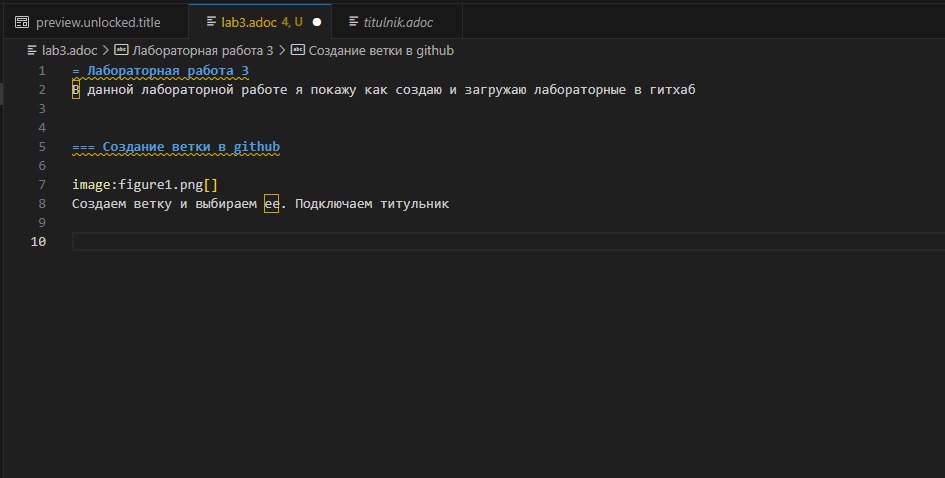 preview.unlocked.title
lab3.adoc 4, U
titulnik.adoc
lab3.adoc > Лабораторная работа 3 > Создание ветки в github
1 = Лабораторная работа 3
2 В данной лабораторной работе я покажу как создаю и загружаю лабораторные в гитхаб
3
4
5 === Создание ветки в github
6
7 image:figure1.png[]
8 Создаем ветку и выбираем ее. Подключаем титульник
9
10